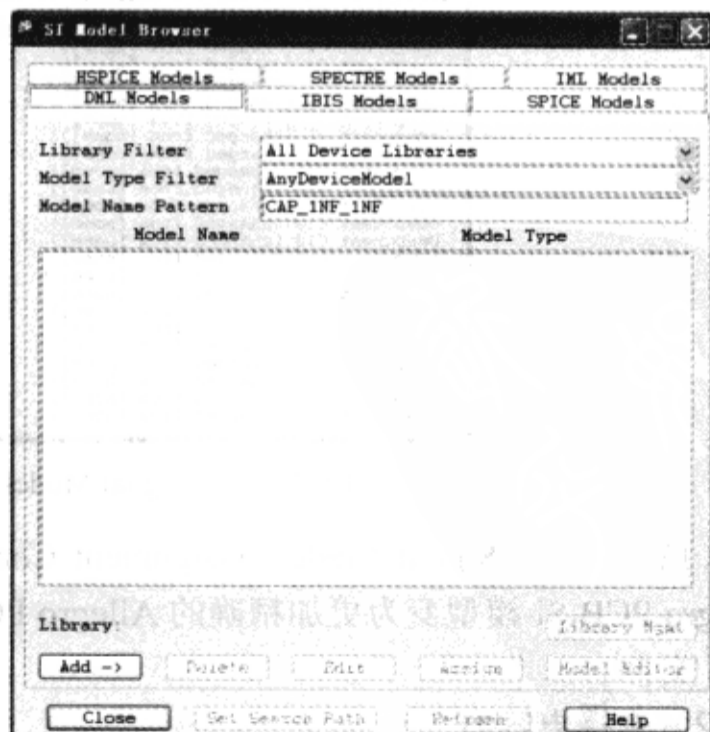 SI Model Browser
HSPICE Models SPECTRE Models IML Models
DML Models IBIS Models SPICE Models
Library Filter All Device Libraries
Model Type Filter AnyDeviceModel
Model Name Pattern CAP_1NF_1NF
Model Name Model Type
Library: Library Mgmt
Add -> Delete Edit Assign Model Editor
Close Set Search Path Refresh Help